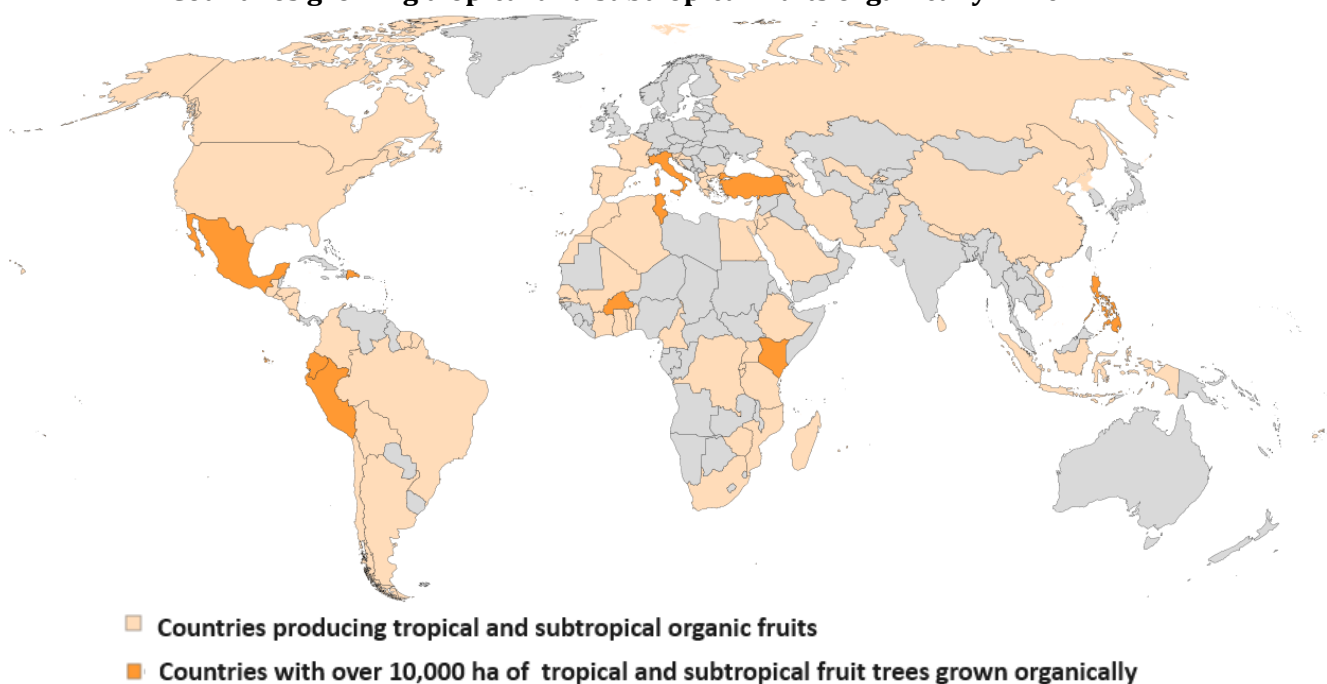 Countries producing tropical and subtropical organic fruits
Countries with over 10,000 ha of tropical and subtropical fruit trees grown organically